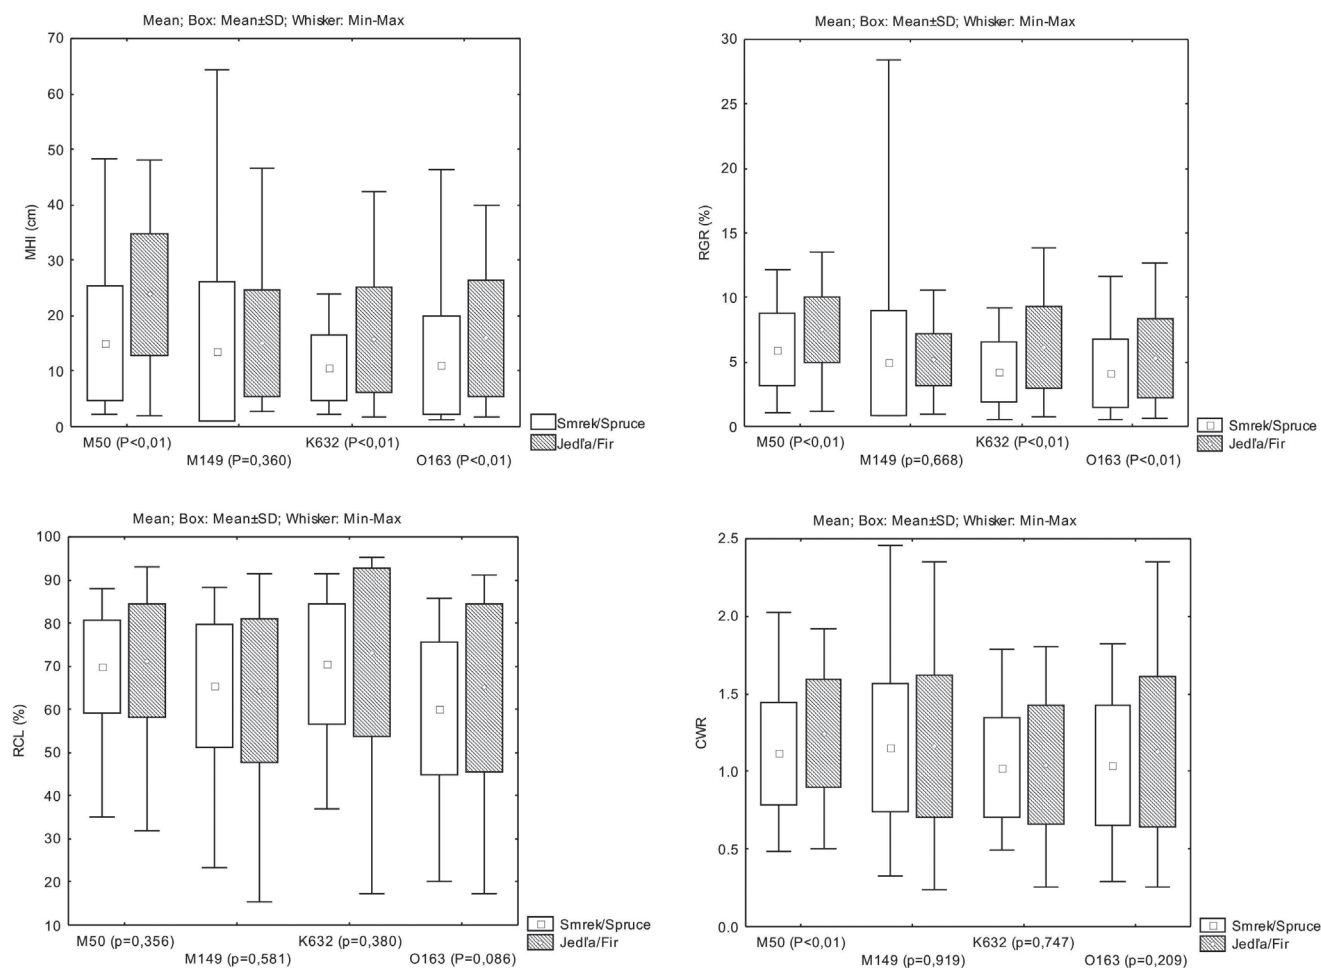 Mean; Box: Mean±SD; Whisker: Min-Max
70
60
50
40
30
20
10
0
MHI (cm)
M50 (P<0,01)
M149 (P=0,360)
K632 (P<0,01)
O163 (P<0,01)
Smrek/Spruce
Jedľa/Fir
Mean; Box: Mean±SD; Whisker: Min-Max
30
25
20
15
10
5
0
RGR (%)
M50 (P<0,01)
M149 (p=0,668)
K632 (P<0,01)
O163 (P<0,01)
Smrek/Spruce
Jedľa/Fir
Mean; Box: Mean±SD; Whisker: Min-Max
100
90
80
70
60
50
40
30
20
10
RCL (%)
M50 (p=0,356)
M149 (p=0,581)
K632 (p=0,380)
O163 (P=0,086)
Smrek/Spruce
Jedľa/Fir
Mean; Box: Mean±SD; Whisker: Min-Max
2.5
2.0
1.5
1.0
0.5
0.0
CWR
M50 (P<0,01)
M149 (p=0,919)
K632 (p=0,747)
O163 (p=0,209)
Smrek/Spruce
Jedľa/Fir